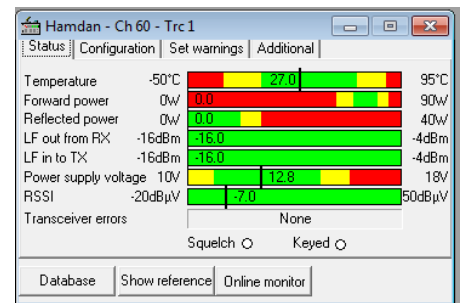 Hamdan - Ch 60 - Trc 1
Status Configuration Set warnings Additional
Temperature -50°C 27.0 95°C
Forward power 0W 0.0 90W
Reflected power 0W 0.0 40W
LF out from RX -16dBm -16.0 -4dBm
LF in to TX -16dBm -16.0 -4dBm
Power supply voltage 10V 12.8 18V
RSSI -20dBµV -7.0 50dBµV
Transceiver errors None
Squelch Keyed
Database Show reference Online monitor